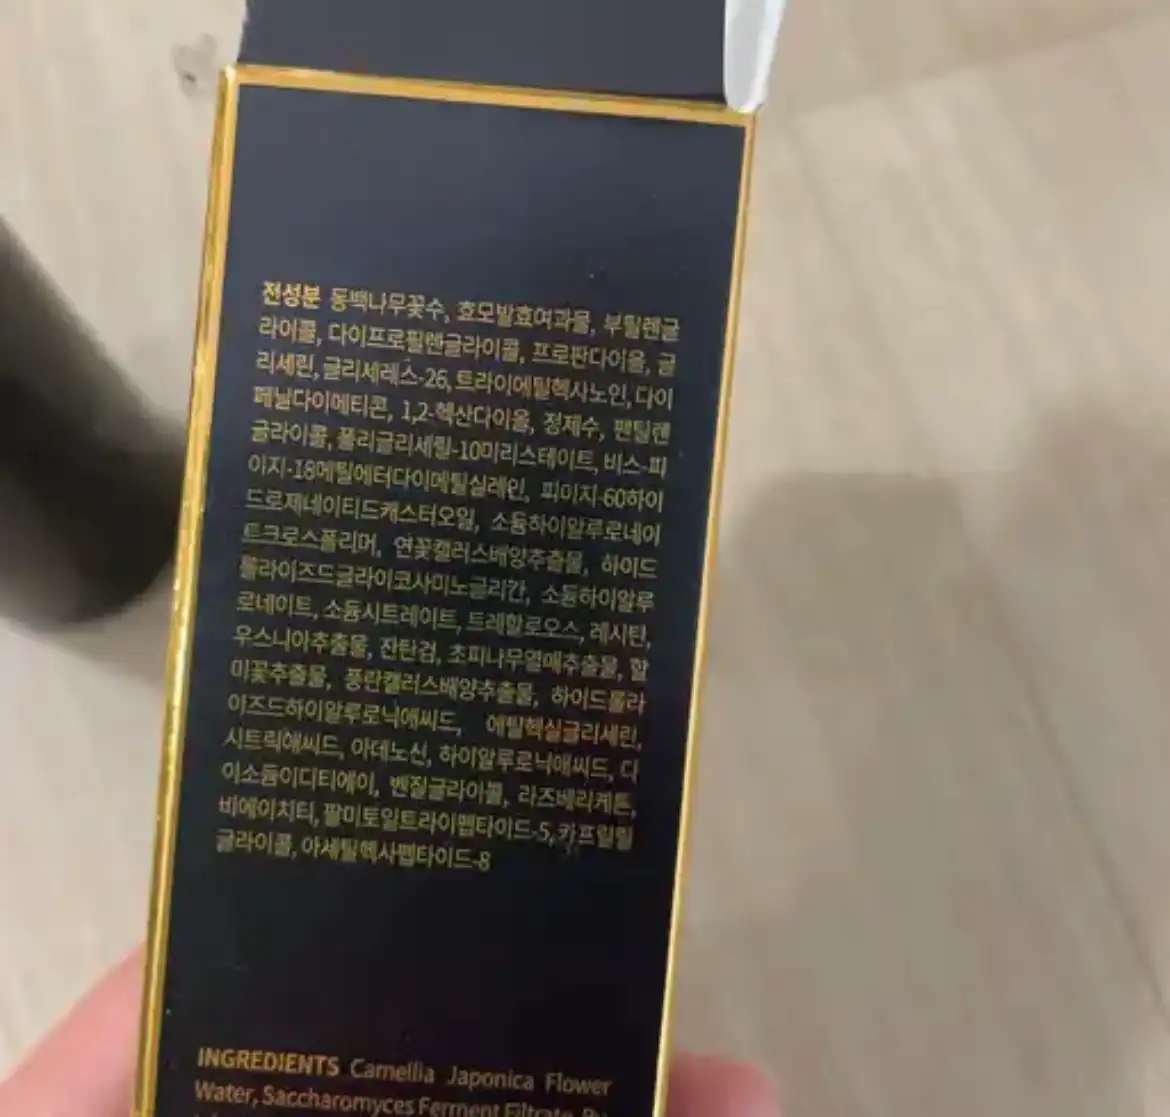 전성분 동백나무꽃수, 효모발효여과물, 부틸렌글
라이콜, 다이프로필렌글라이콜, 프로판다이올, 글
리세린, 글리세레스-26, 트라이에틸헥사노인, 다이
페닐다이메티콘, 1,2-헥산다이올, 정제수, 펜틸렌
글라이콜, 폴리글리세릴-10미리스테이트, 비스-피
이지-18메틸에터다이메틸실레인, 피이지-60하이
드로제네이티드캐스터오일, 소듐하이알루로네이
트크로스폴리머, 연꽃캘러스배양추출물, 하이드
롤라이즈드글라이코사미노글리칸, 소듐하이알루
로네이트, 소듐시트레이트, 트레할로오스, 레시틴,
우스니아추출물, 잔탄검, 초피나무열매추출물, 할
미꽃추출물, 풍란캘러스배양추출물, 하이드롤라
이즈드하이알루로닉애씨드, 에틸헥실글리세린,
시트릭애씨드, 아데노신, 하이알루로닉애씨드, 다
이소듐이디티에이, 벤질글라이콜, 라즈베리케톤,
비에이치티, 팔미토일트라이펩타이드-5, 카프릴릴
글라이콜, 아세틸헥사펩타이드-8
INGREDIENTS Camellia Japonica Flower
Water, Saccharomyces Ferment Filtrate,